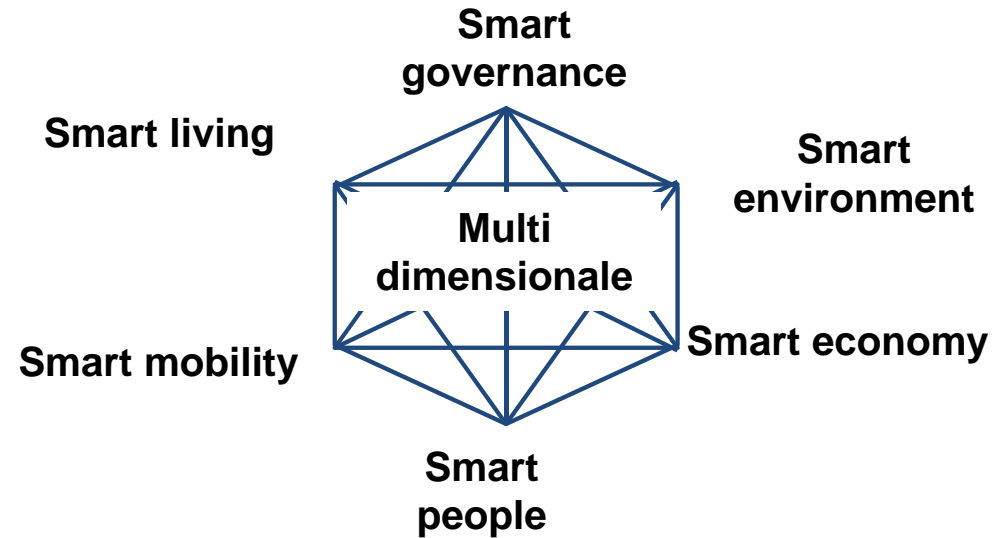 Smart
governance
Smart living
Smart
environment
Multi
dimensionale
Smart mobility
Smart economy
Smart
people